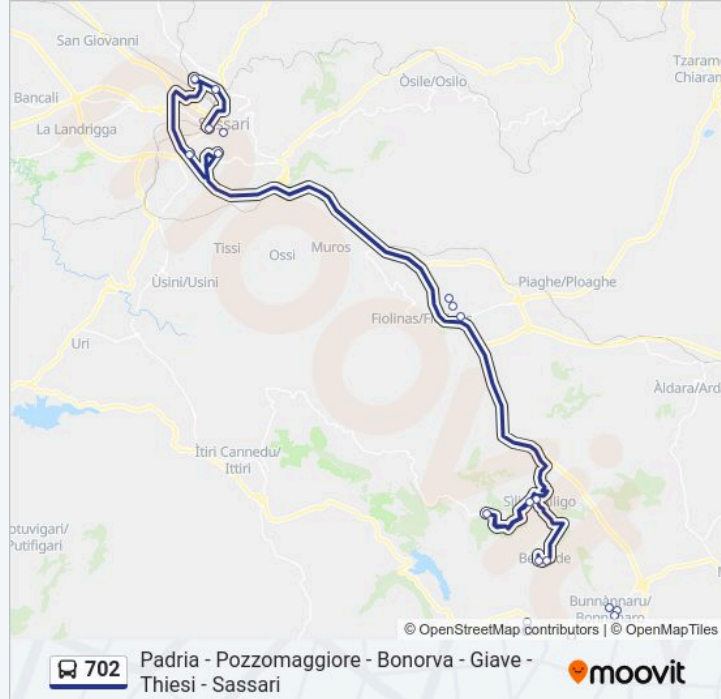 San Giovanni
Tzaram
Chiaran
Òsile/Osilo
Bancali
La Landrigga
Sassari
Tissi
Ossi
Muros
Ùsini/Usini
Piaghe/Ploaghe
Fiolinas/F
Uri
Àldara/Ard
Ìtiri Cannedu/
Ittiri
otuvigari/
Putifigari
Bunnànnaru/
© OpenStreetMap contributors | © OpenMapTiles
702
Padria - Pozzomaggiore - Bonorva - Giave -
Thiesi - Sassari
moovit